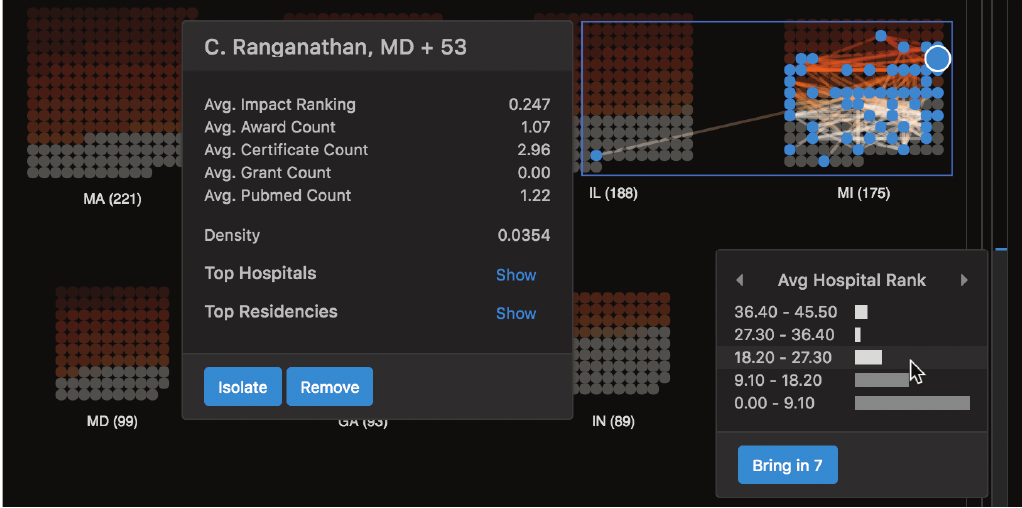 C. Ranganathan, MD + 53
Avg. Impact Ranking 0.247
Avg. Award Count 1.07
Avg. Certificate Count 2.96
Avg. Grant Count 0.00
Avg. Pubmed Count 1.22
Density 0.0354
Top Hospitals Show
Top Residencies Show
Isolate Remove
MA (221)
IL (188)
MI (175)
MD (99)
GA (93)
IN (89)
Avg Hospital Rank
36.40 - 45.50
27.30 - 36.40
18.20 - 27.30
9.10 - 18.20
0.00 - 9.10
Bring in 7